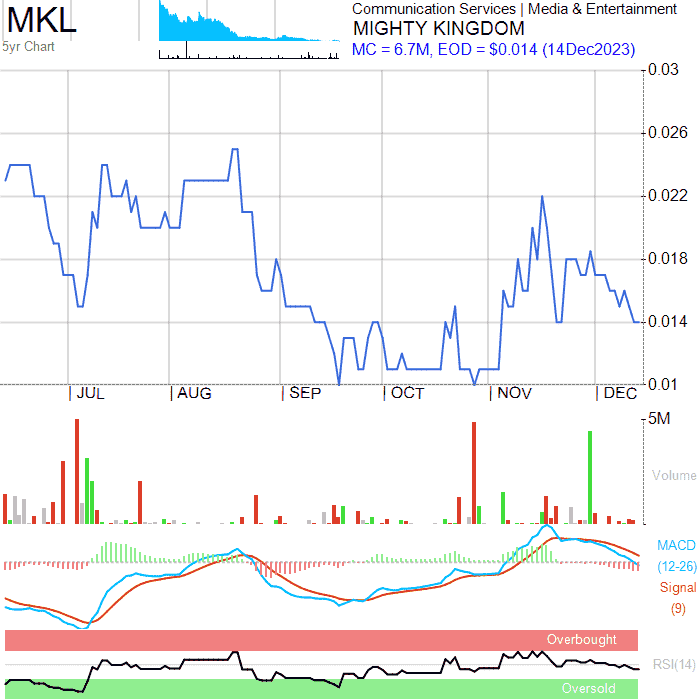 MKL
5yr Chart
Communication Services | Media & Entertainment
MIGHTY KINGDOM
MC = 6.7M, EOD = $0.014 (14Dec2023)
0.03
0.026
0.022
0.018
0.014
0.01
JUL AUG SEP OCT NOV DEC
5M
Volume
MACD
(12-26)
Signal
(9)
Overbought
RSI(14)
Oversold